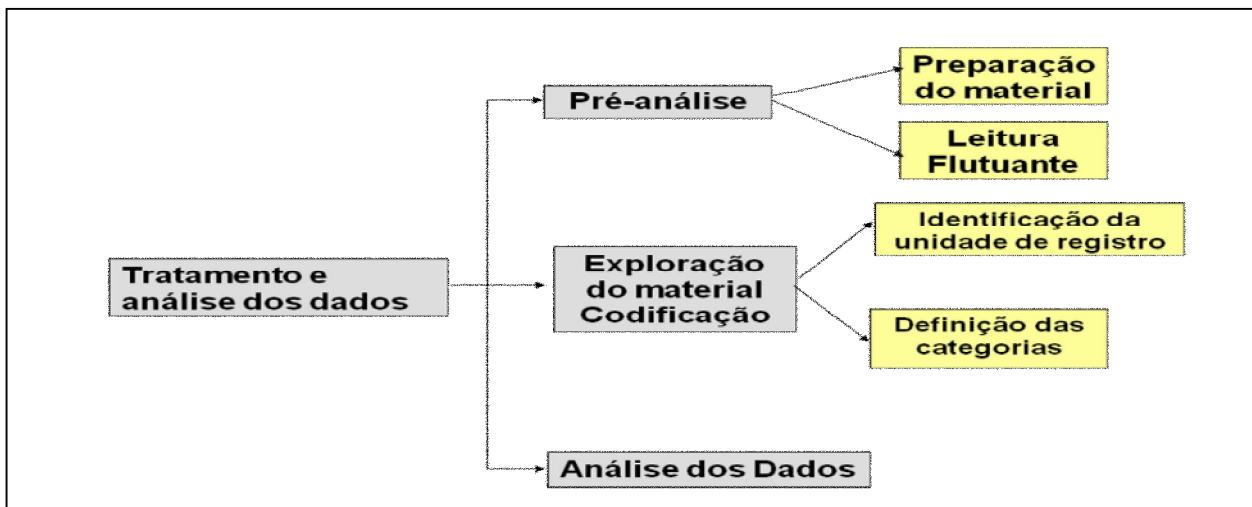 Pré-análise
Preparação
do material
Leitura
Flutuante
Tratamento e
análise dos dados
Exploração
do material
Codificação
Identificação da
unidade de registro
Definição das
categorias
Análise dos Dados